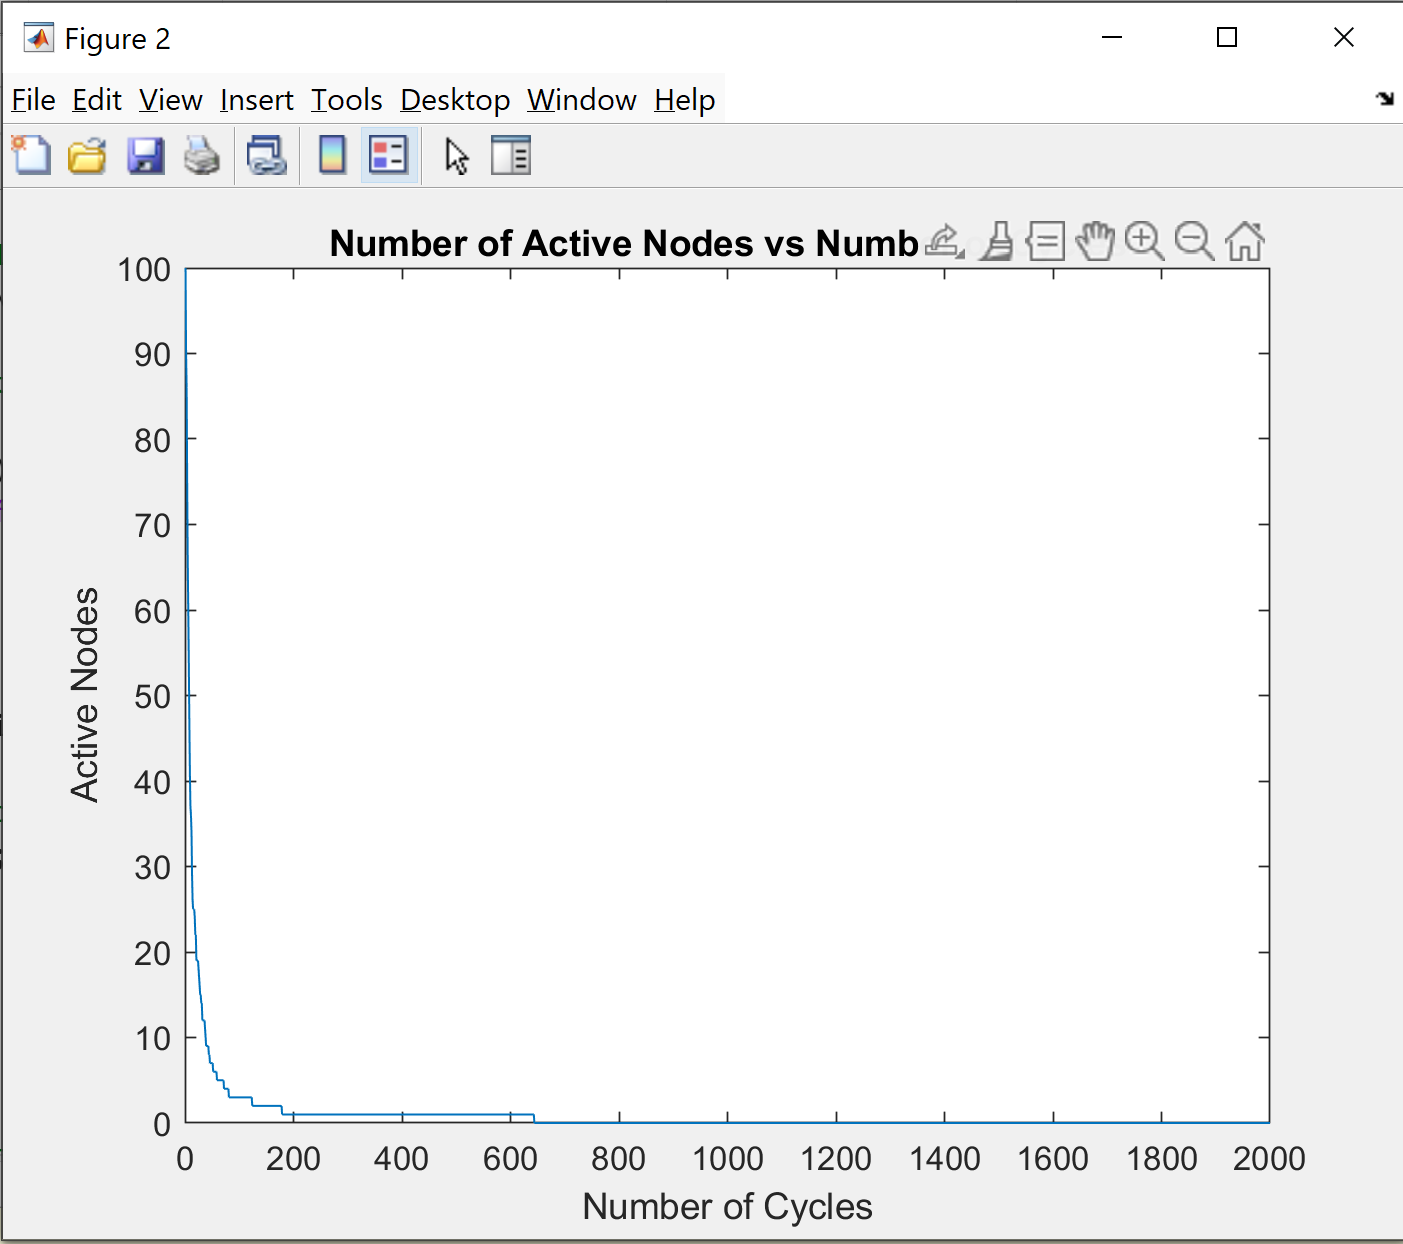 Figure 2
File Edit View Insert Tools Desktop Window Help
Number of Active Nodes vs Numb
100
90
80
70
60
50
40
30
20
10
0
Active Nodes
0 200 400 600 800 1000 1200 1400 1600 1800 2000
Number of Cycles